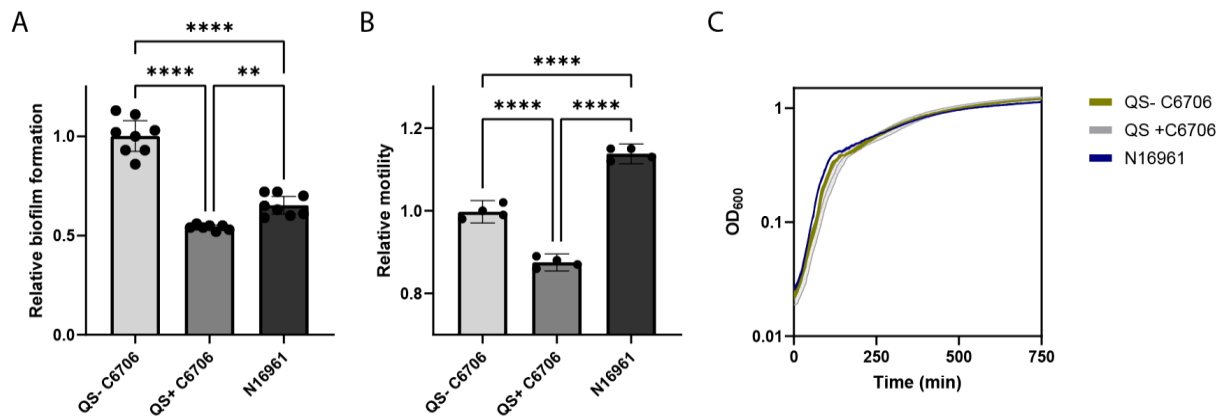 A
B
C
****
****
**
Relative biofilm formation
1.0
0.5
0.0
QS- C6706
QS+ C6706
N16961
****
****
****
Relative motility
1.2
1.0
0.8
QS- C6706
QS+ C6706
N16961
OD600
1
0.1
0.01
0
250
500
750
Time (min)
QS- C6706
QS +C6706
N16961